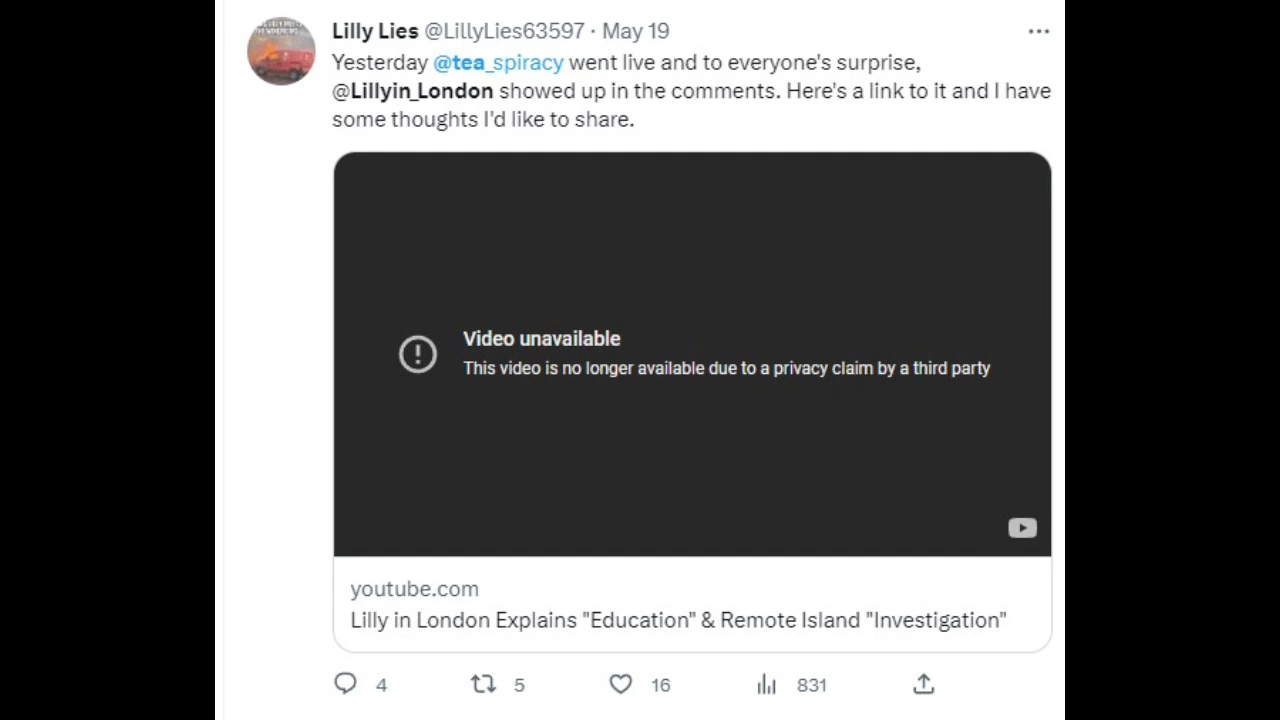 Lilly Lies @LillyLies63597 · May 19
Yesterday @tea_spiracy went live and to everyone's surprise,
@Lillyin_London showed up in the comments. Here's a link to it and I have
some thoughts I'd like to share.
Video unavailable
This video is no longer available due to a privacy claim by a third party
youtube.com
Lilly in London Explains "Education" & Remote Island "Investigation"
4 5 16 831